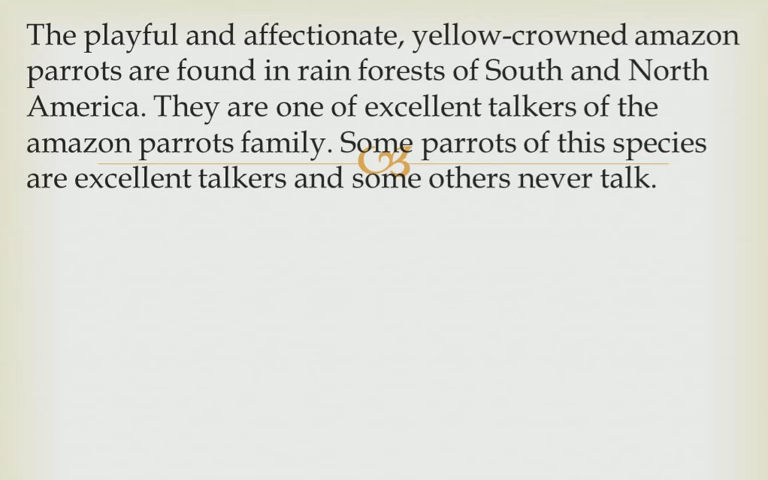 The playful and affectionate, yellow-crowned amazon
parrots are found in rain forests of South and North
America. They are one of excellent talkers of the
amazon parrots family. Some parrots of this species
are excellent talkers and some others never talk.